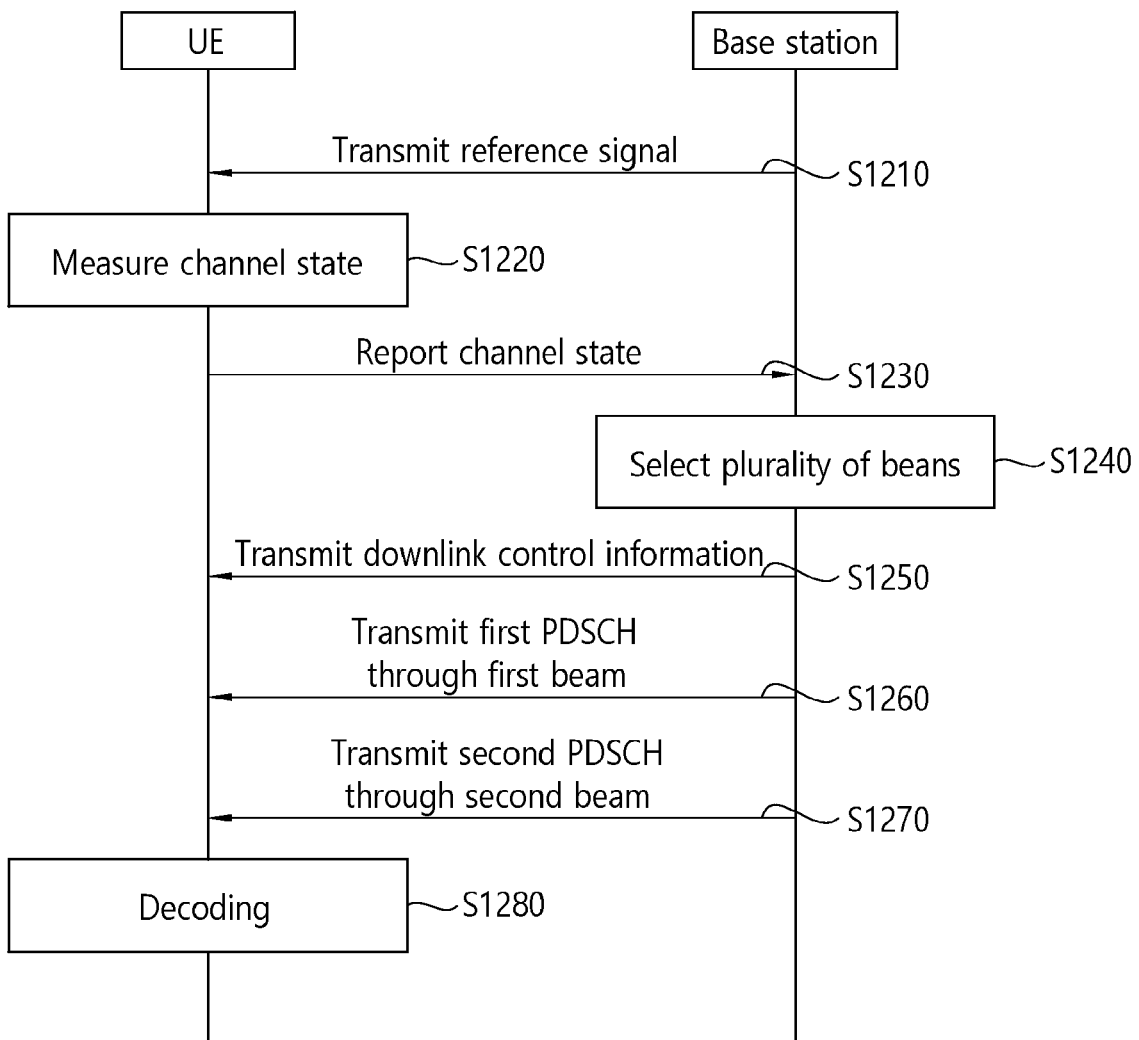 UE
Base station
Transmit reference signal
S1210
Measure channel state
S1220
Report channel state
S1230
Select plurality of beans
S1240
Transmit downlink control information
S1250
Transmit first PDSCH
through first beam
S1260
Transmit second PDSCH
through second beam
S1270
Decoding
S1280